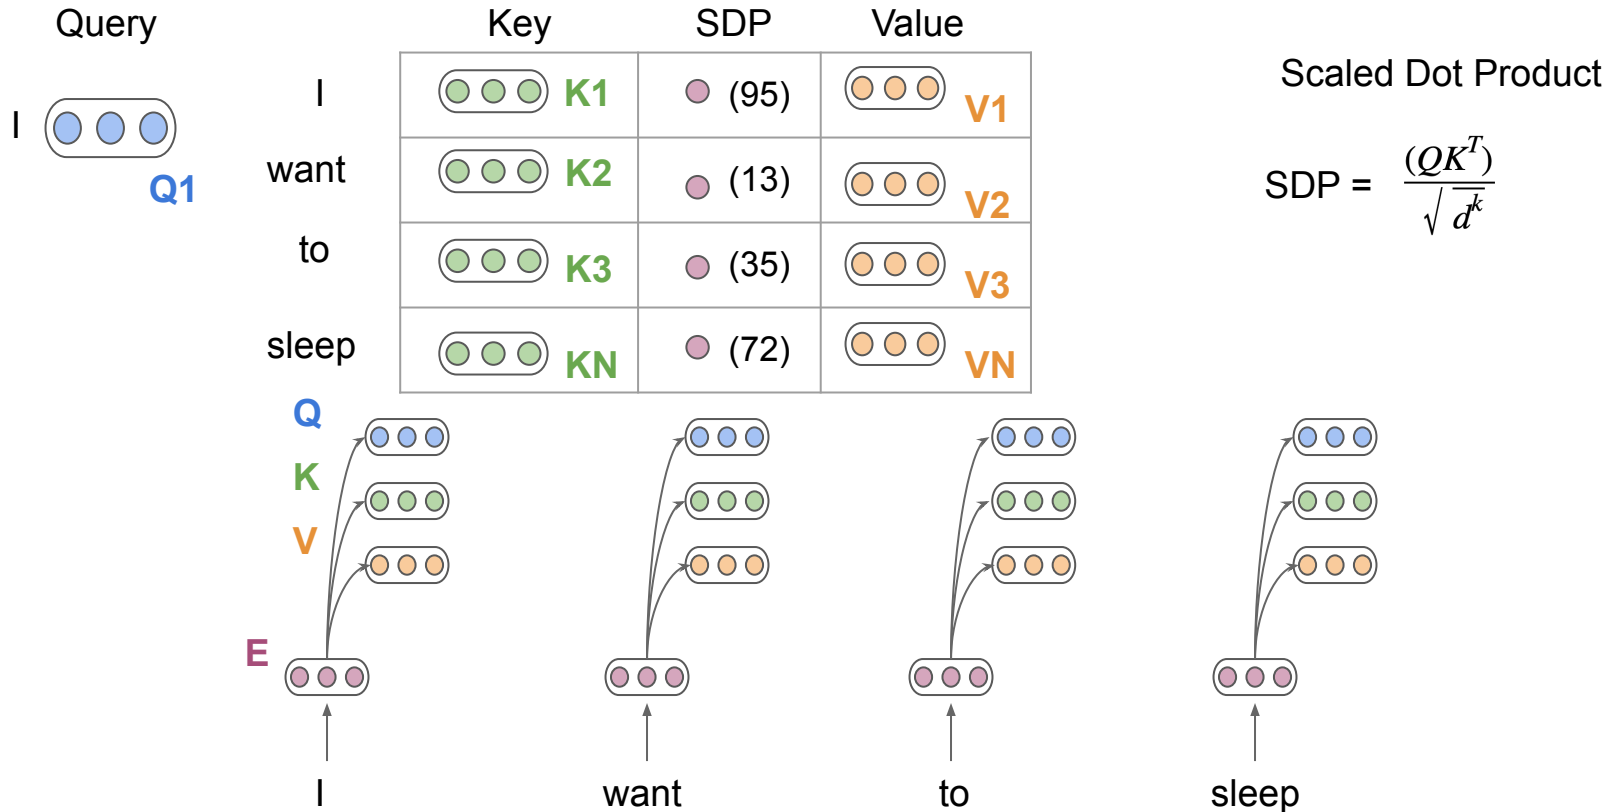 Query Key SDP Value
I K1 (95) V1
Scaled Dot Product
I Q1
want K2 (13) V2
SDP = (QK^T) / √d^k
to K3 (35) V3
sleep KN (72) VN
Q
K
V
E
I want to sleep